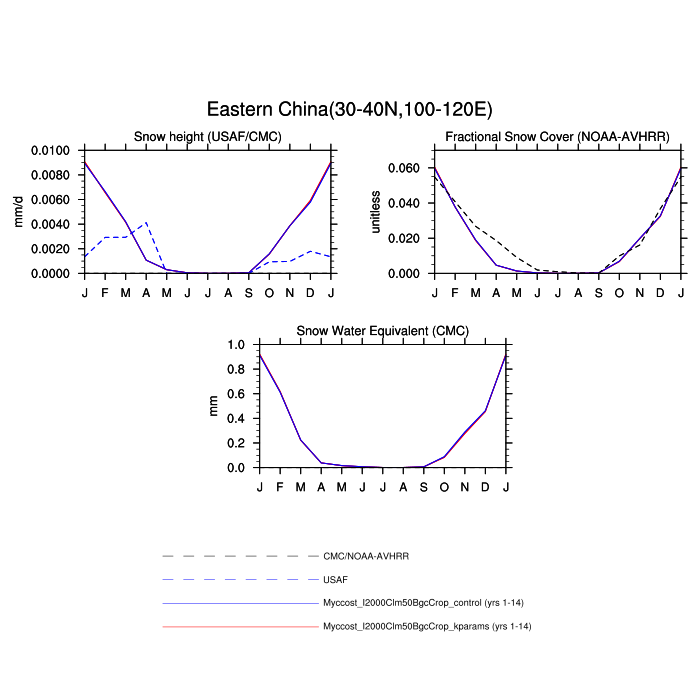 Eastern China(30-40N,100-120E)
Snow height (USAF/CMC)
mm/d
0.0100
0.0080
0.0060
0.0040
0.0020
0.0000
J F M A M J J A S O N D J
Fractional Snow Cover (NOAA-AVHRR)
unitless
0.060
0.040
0.020
0.000
J F M A M J J A S O N D J
Snow Water Equivalent (CMC)
mm
1.0
0.8
0.6
0.4
0.2
0.0
J F M A M J J A S O N D J
CMC/NOAA-AVHRR
USAF
Myccost_I2000Clm50BgcCrop_control (yrs 1-14)
Myccost_I2000Clm50BgcCrop_kparams (yrs 1-14)